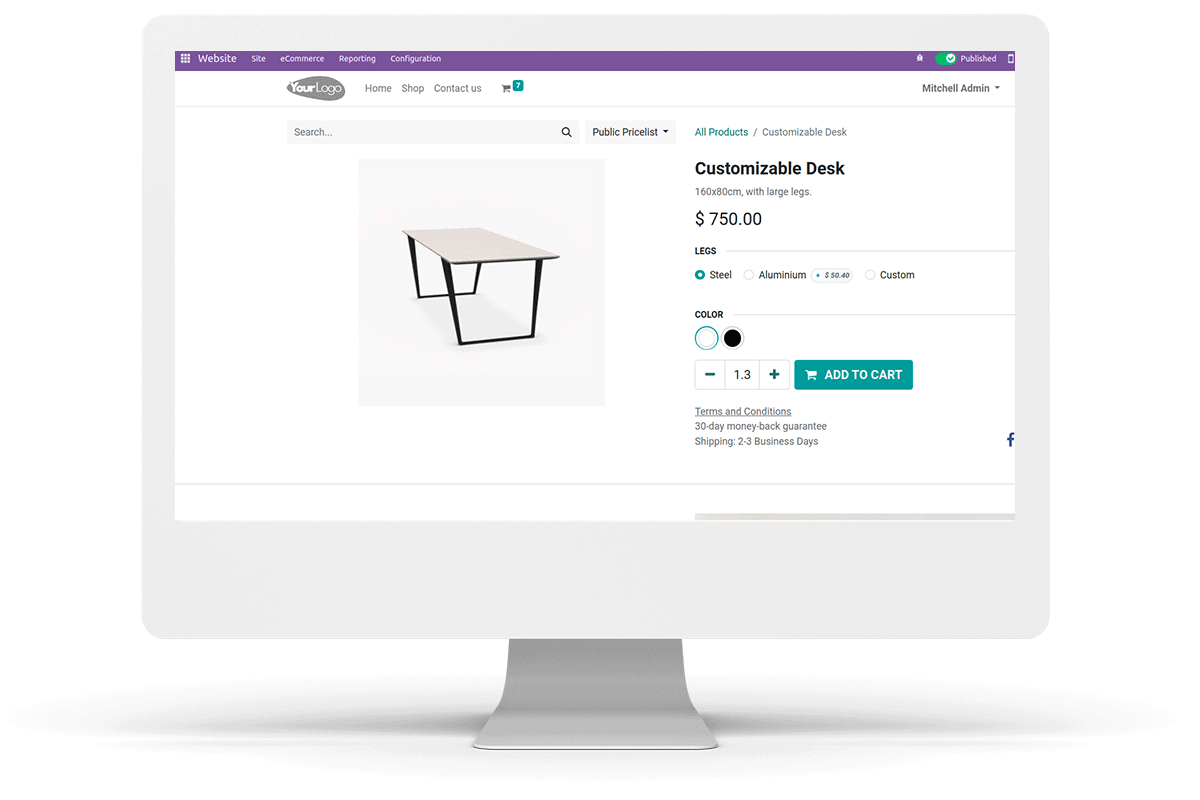 Website Site eCommerce Reporting Configuration Published
YourLogo Home Shop Contact us 7 Mitchell Admin
Search... Public Pricelist All Products / Customizable Desk
Customizable Desk
160x80cm, with large legs.
$ 750.00
LEGS
Steel Aluminium + $ 50.40 Custom
COLOR
1.3 ADD TO CART
Terms and Conditions
30-day money-back guarantee
Shipping: 2-3 Business Days